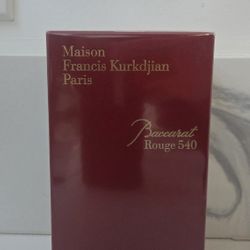 Maison
Francis Kurkdjian
Paris
Baccarat
Rouge 540